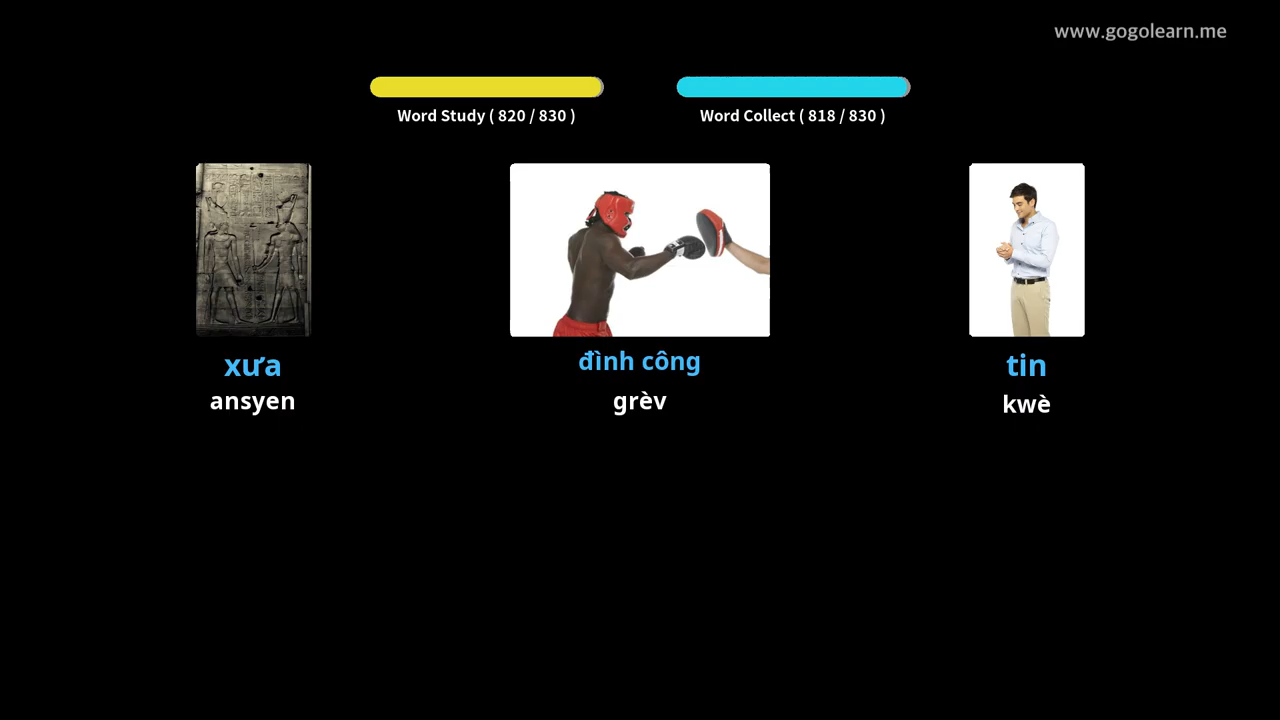 www.gogolearn.me
Word Study ( 820 / 830 )
Word Collect ( 818 / 830 )
xưa
đình công
tin
ansyen
grèv
kwè